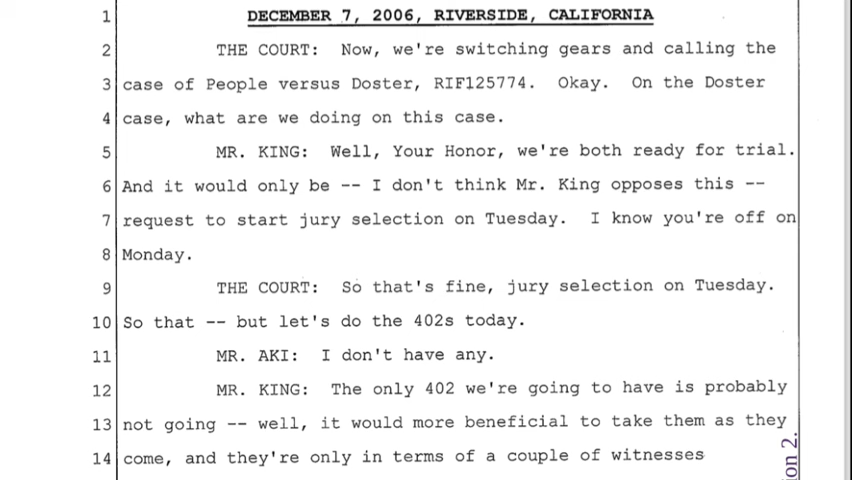 1 DECEMBER 7, 2006, RIVERSIDE, CALIFORNIA
2 THE COURT: Now, we're switching gears and calling the
3 case of People versus Doster, RIF125774. Okay. On the Doster
4 case, what are we doing on this case.
5 MR. KING: Well, Your Honor, we're both ready for trial.
6 And it would only be -- I don't think Mr. King opposes this --
7 request to start jury selection on Tuesday. I know you're off on
8 Monday.
9 THE COURT: So that's fine, jury selection on Tuesday.
10 So that -- but let's do the 402s today.
11 MR. AKI: I don't have any.
12 MR. KING: The only 402 we're going to have is probably
13 not going -- well, it would more beneficial to take them as they
14 come, and they're only in terms of a couple of witnesses
ion 2.